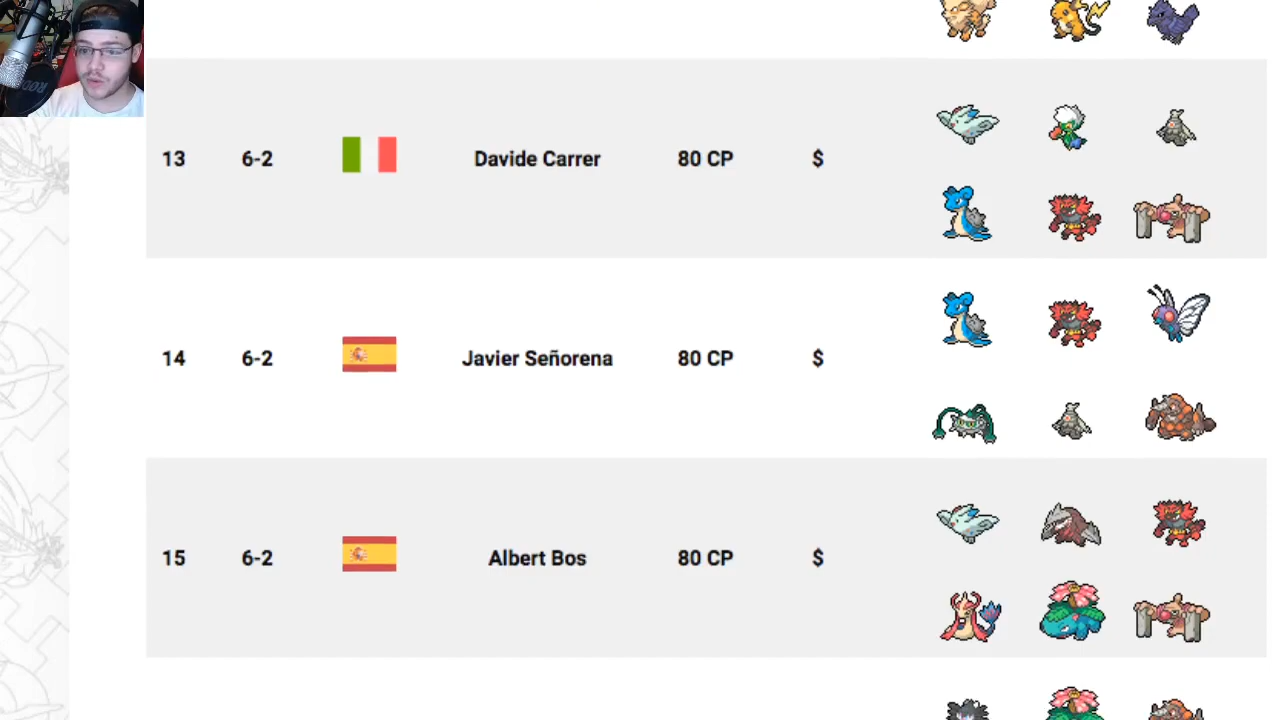 13 6-2 Davide Carrer 80 CP $
14 6-2 Javier Señorena 80 CP $
15 6-2 Albert Bos 80 CP $